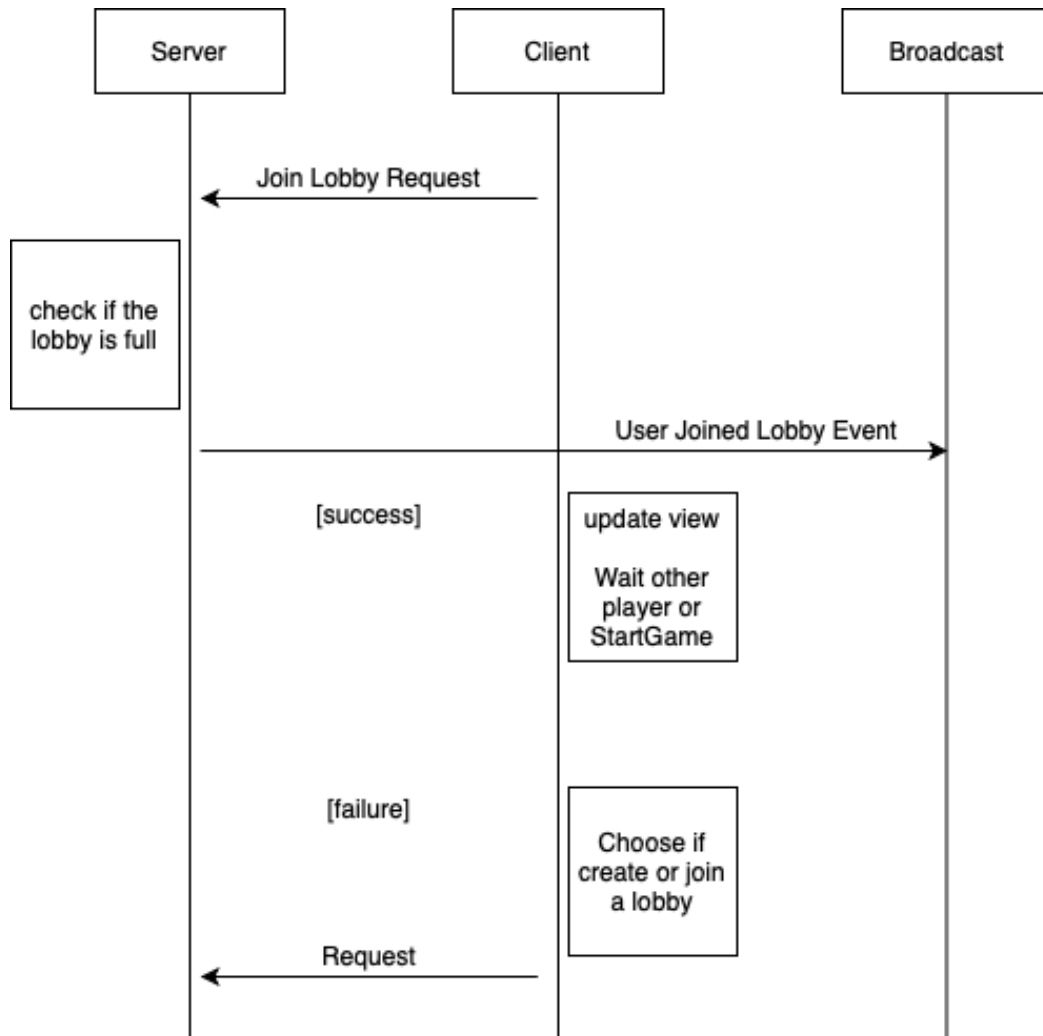 Server
Client
Broadcast
Join Lobby Request
check if the
lobby is full
User Joined Lobby Event
[success]
update view
Wait other
player or
StartGame
[failure]
Choose if
create or join
a lobby
Request